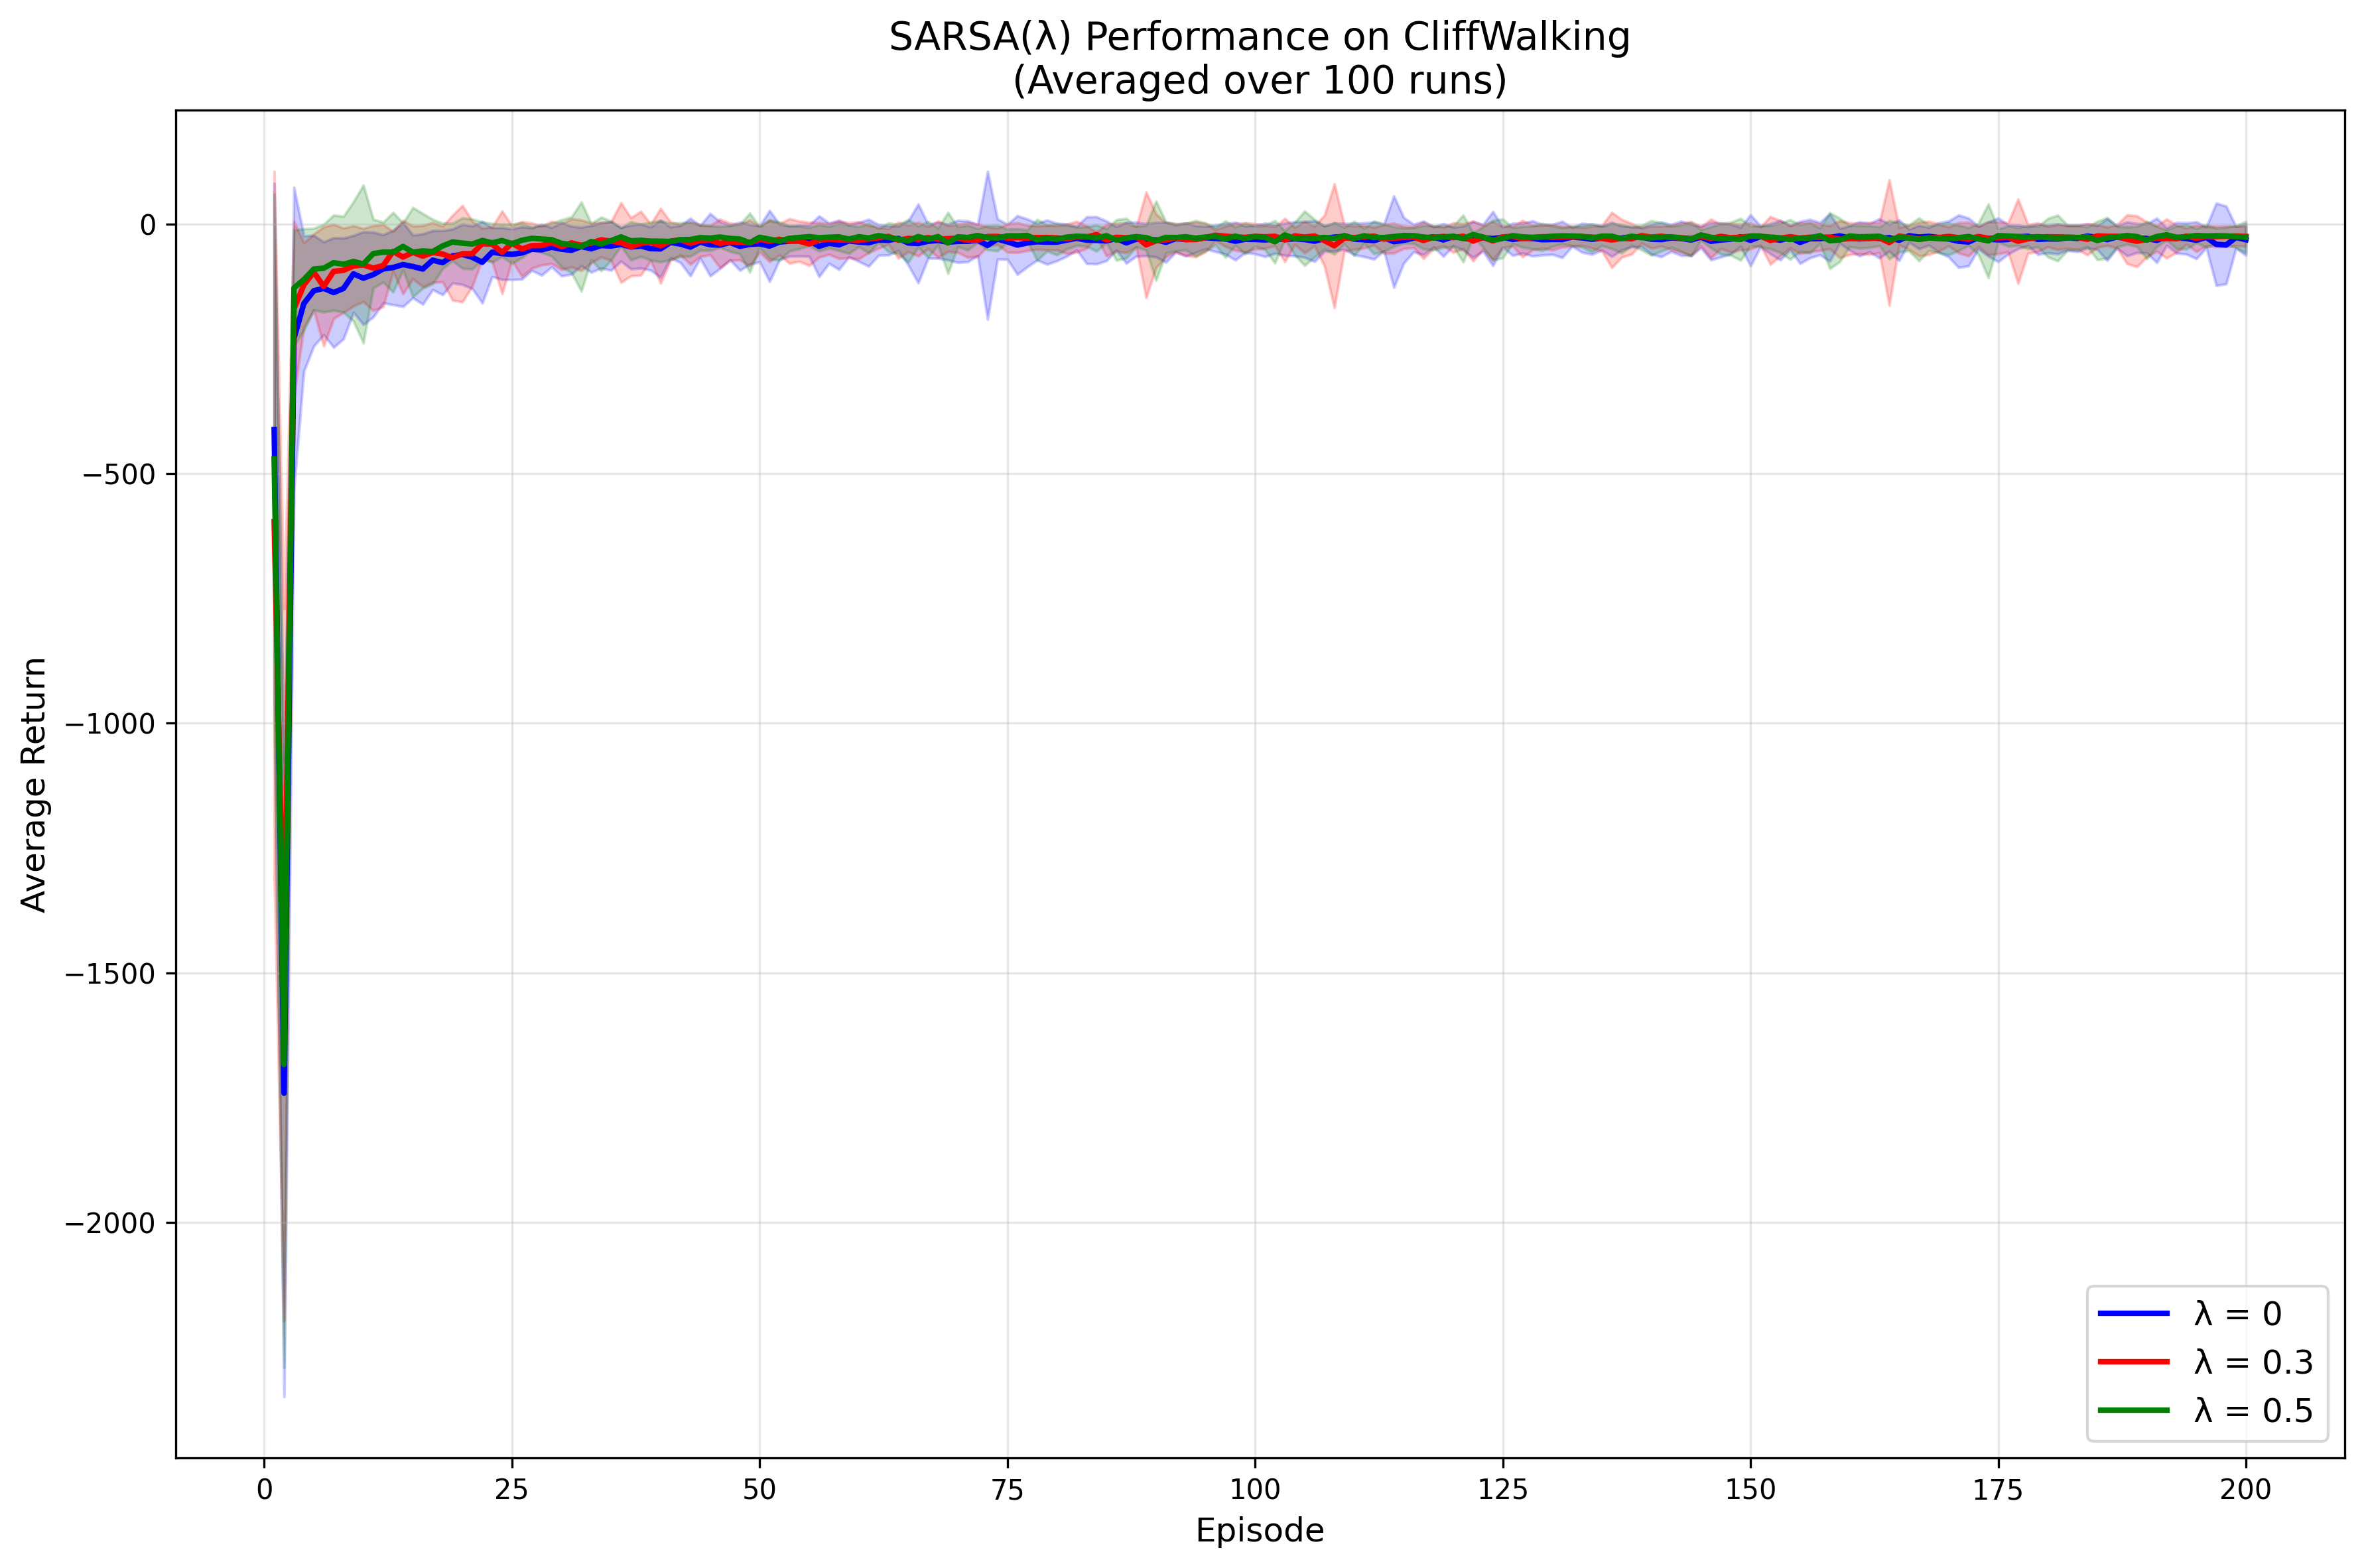 SARSA(λ) Performance on CliffWalking
(Averaged over 100 runs)
Average Return
0
−500
−1000
−1500
−2000
0
25
50
75
100
125
150
175
200
Episode
λ = 0
λ = 0.3
λ = 0.5